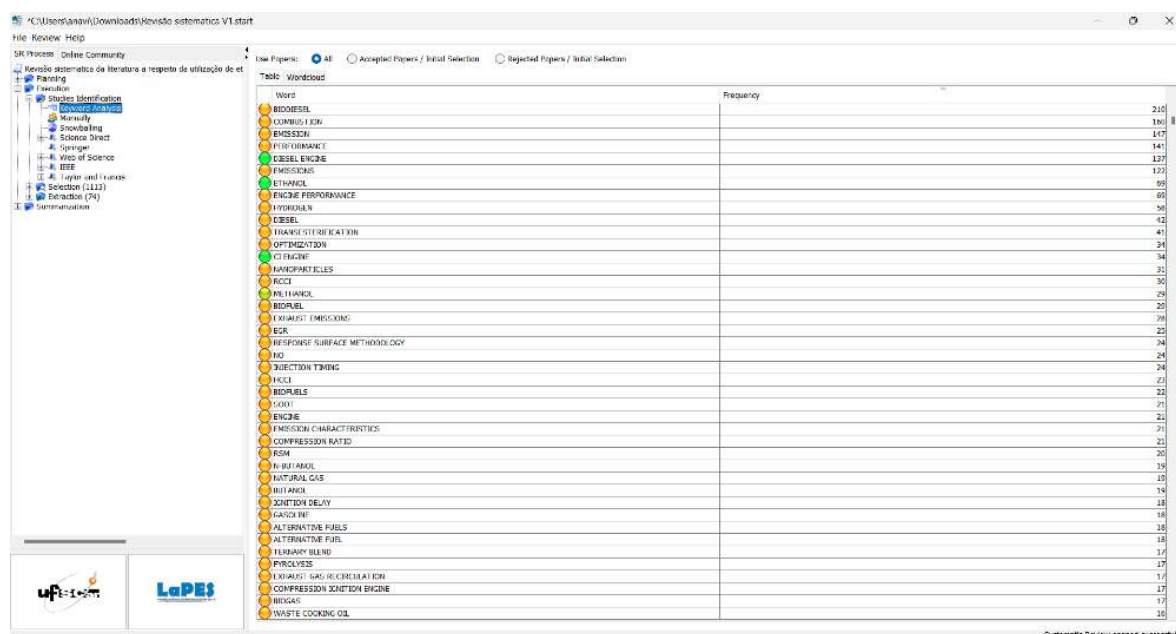 *C:\Users\anavi\Downloads\Revisão sistematica V1.start
File Review Help
SR Process Online Community
Revisão sistematica da literatura a respeito da utilização de et
Planning
Execution
Studies Identification
Keyword Analysis
Manually
Snowballing
Science Direct
Springer
Web of Science
IEEE
Taylor and Francis
Selection (1113)
Extraction (74)
Summarization
ufscar
LaPES
Use Papers: All Accepted Papers / Initial Selection Rejected Papers / Initial Selection
Table Wordcloud
Word Frequency
BIODIESEL 210
COMBUSTION 160
EMISSION 147
PERFORMANCE 141
DIESEL ENGINE 137
EMISSIONS 122
ETHANOL 69
ENGINE PERFORMANCE 69
HYDROGEN 58
DIESEL 42
TRANSESTERIFICATION 41
OPTIMIZATION 34
CI ENGINE 34
NANOPARTICLES 31
RCCI 30
METHANOL 29
BIOFUEL 29
EXHAUST EMISSIONS 28
EGR 25
RESPONSE SURFACE METHODOLOGY 24
NO 24
INJECTION TIMING 24
HCCI 23
BIOFUELS 22
SOOT 21
ENGINE 21
EMISSION CHARACTERISTICS 21
COMPRESSION RATIO 21
RSM 20
N-BUTANOL 19
NATURAL GAS 19
BUTANOL 19
IGNITION DELAY 18
GASOLINE 18
ALTERNATIVE FUELS 18
ALTERNATIVE FUEL 18
TERNARY BLEND 17
PYROLYSIS 17
EXHAUST GAS RECIRCULATION 17
COMPRESSION IGNITION ENGINE 17
BIOGAS 17
WASTE COOKING OIL 16